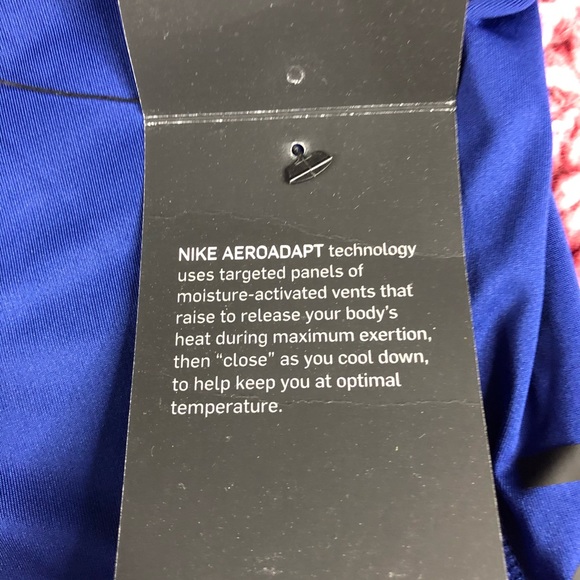 NIKE AEROADAPT technology
uses targeted panels of
moisture-activated vents that
raise to release your body's
heat during maximum exertion,
then “close” as you cool down,
to help keep you at optimal
temperature.